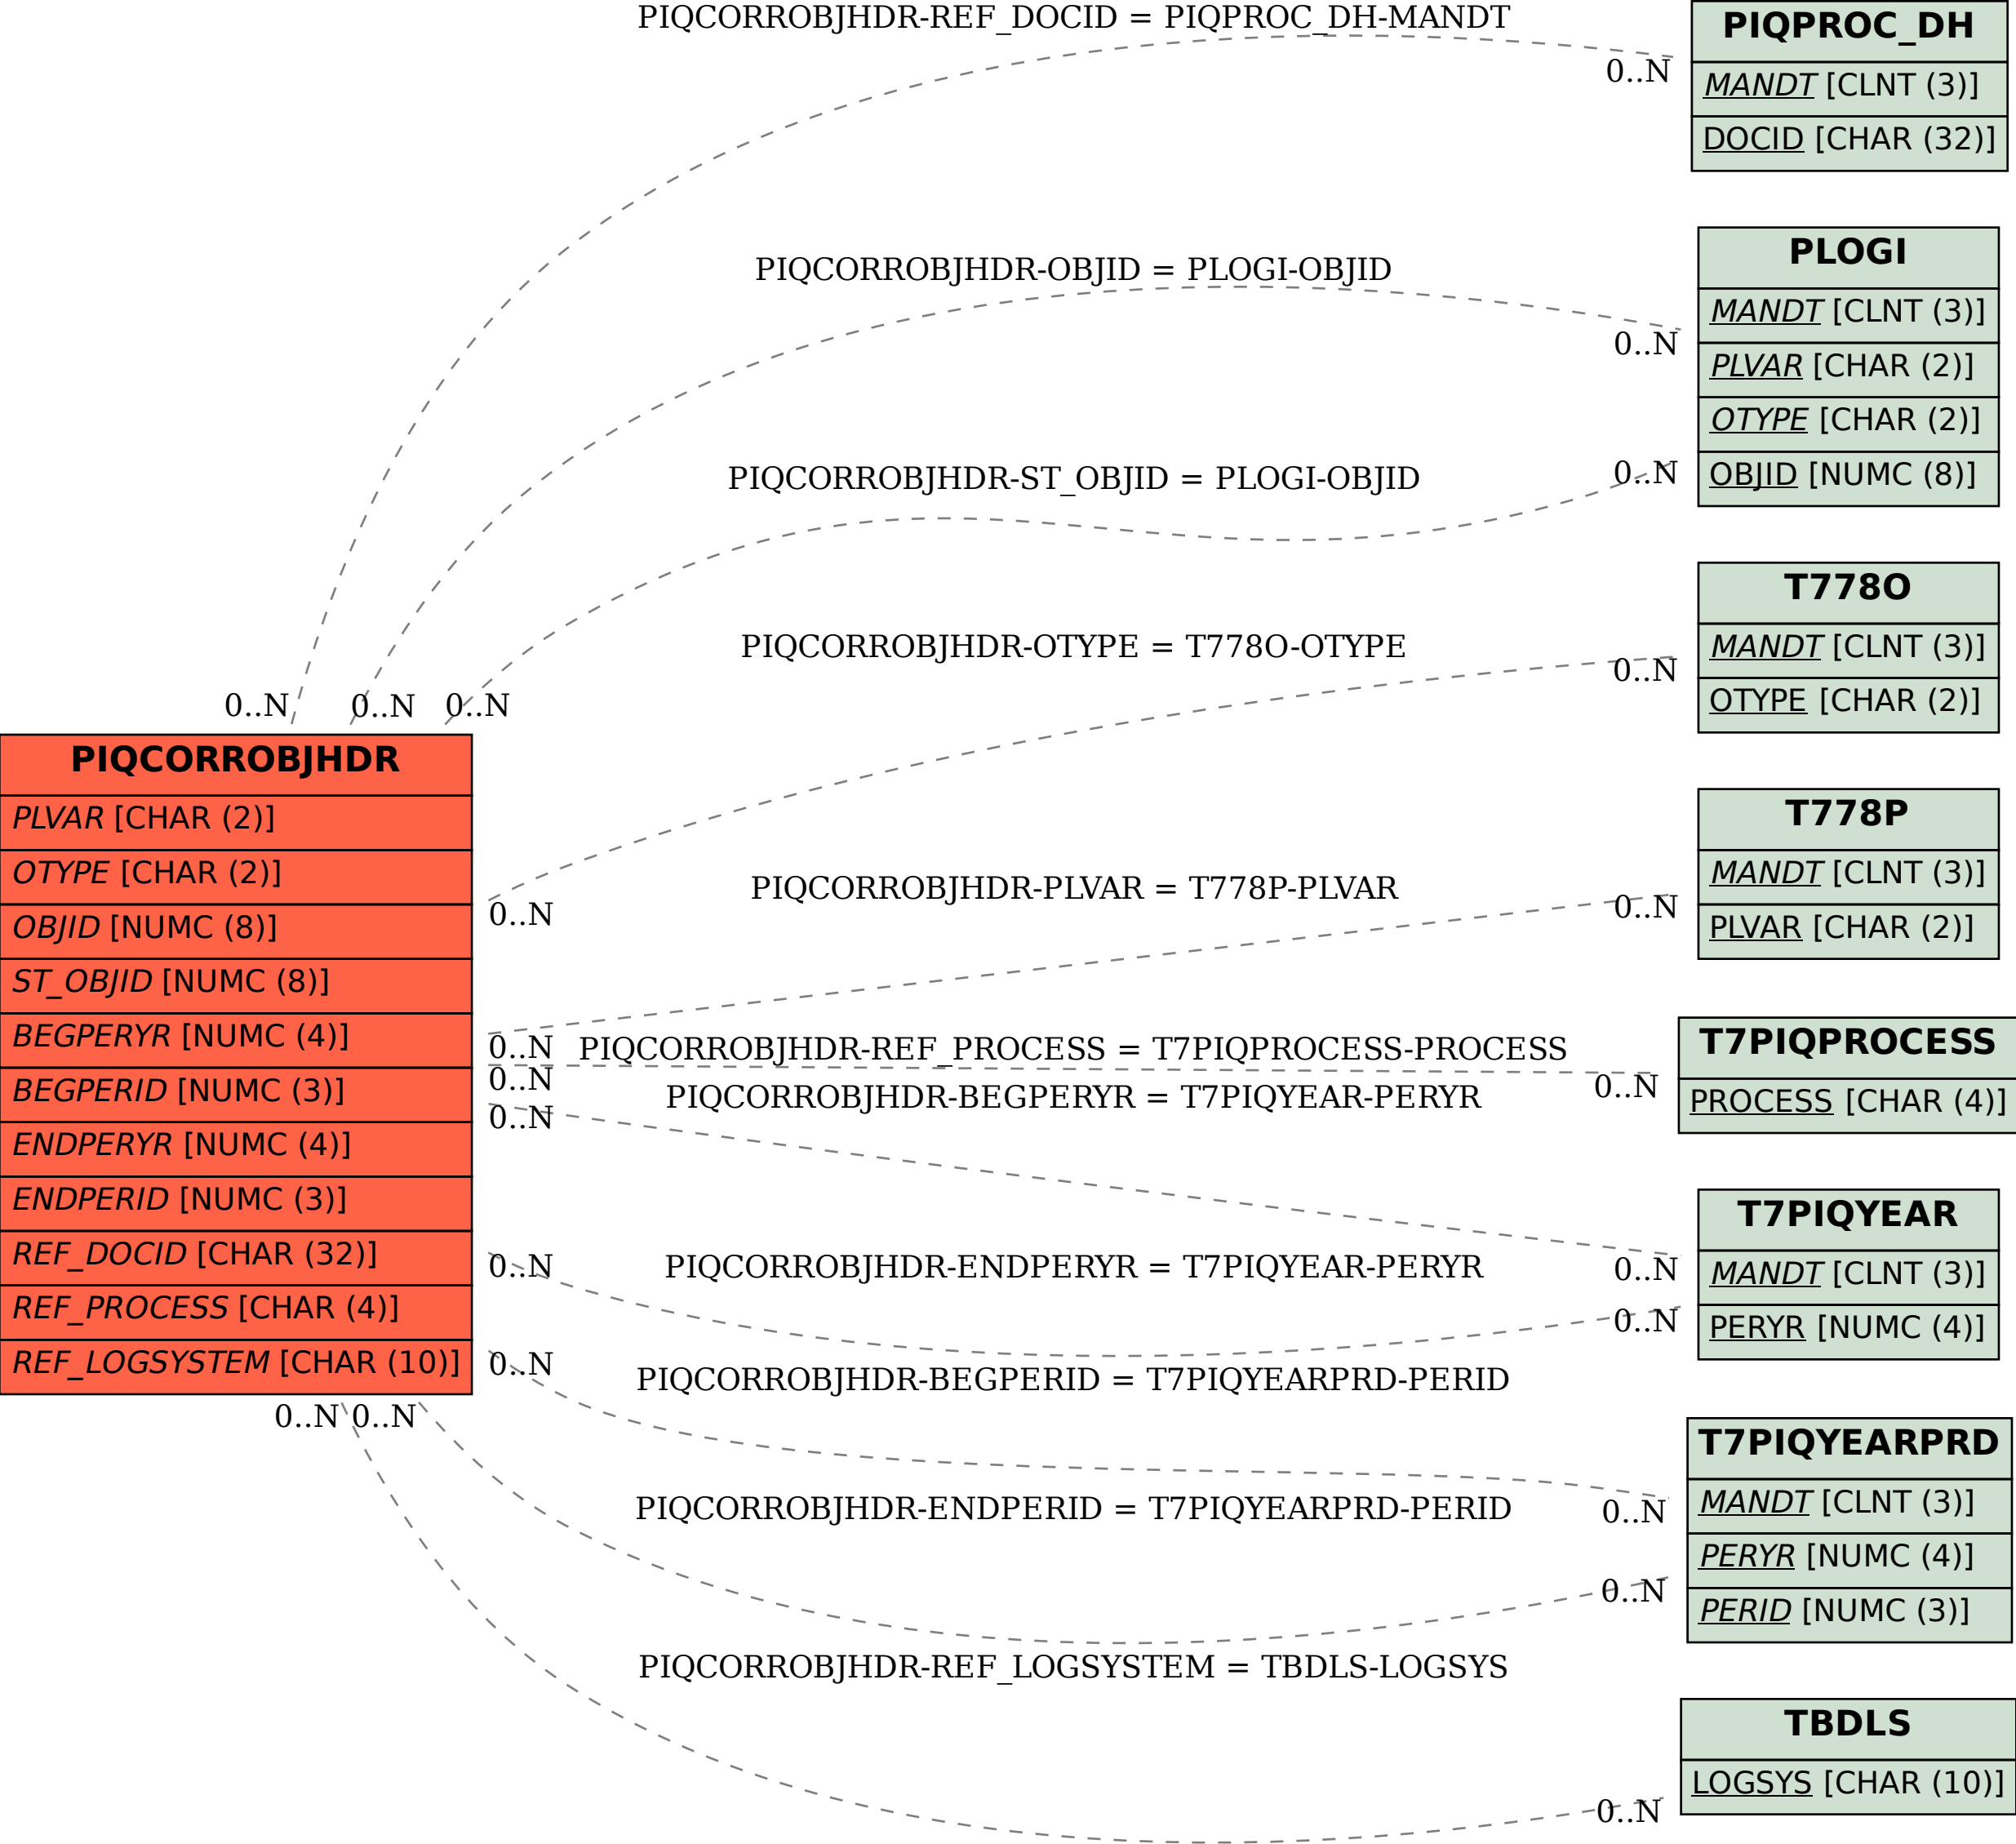 PIQCORROBJHDR-REF_DOCID = PIQPROC_DH-MANDT
0..N
0..N
PIQCORROBJHDR-OBJID = PLOGI-OBJID
0..N
0..N
PIQCORROBJHDR-ST_OBJID = PLOGI-OBJID
0..N
0..N
PIQCORROBJHDR-OTYPE = T778O-OTYPE
0..N
0..N
PIQCORROBJHDR-PLVAR = T778P-PLVAR
0..N
0..N
PIQCORROBJHDR-REF_PROCESS = T7PIQPROCESS-PROCESS
0..N
0..N
PIQCORROBJHDR-BEGPERYR = T7PIQYEAR-PERYR
0..N
0..N
PIQCORROBJHDR-ENDPERYR = T7PIQYEAR-PERYR
0..N
0..N
PIQCORROBJHDR-BEGPERID = T7PIQYEARPRD-PERID
0..N
0..N
PIQCORROBJHDR-ENDPERID = T7PIQYEARPRD-PERID
0..N
0..N
PIQCORROBJHDR-REF_LOGSYSTEM = TBDLS-LOGSYS
0..N
0..N
PIQCORROBJHDR
PLVAR [CHAR (2)]
OTYPE [CHAR (2)]
OBJID [NUMC (8)]
ST_OBJID [NUMC (8)]
BEGPERYR [NUMC (4)]
BEGPERID [NUMC (3)]
ENDPERYR [NUMC (4)]
ENDPERID [NUMC (3)]
REF_DOCID [CHAR (32)]
REF_PROCESS [CHAR (4)]
REF_LOGSYSTEM [CHAR (10)]
PIQPROC_DH
MANDT [CLNT (3)]
DOCID [CHAR (32)]
PLOGI
MANDT [CLNT (3)]
PLVAR [CHAR (2)]
OTYPE [CHAR (2)]
OBJID [NUMC (8)]
T778O
MANDT [CLNT (3)]
OTYPE [CHAR (2)]
T778P
MANDT [CLNT (3)]
PLVAR [CHAR (2)]
T7PIQPROCESS
PROCESS [CHAR (4)]
T7PIQYEAR
MANDT [CLNT (3)]
PERYR [NUMC (4)]
T7PIQYEARPRD
MANDT [CLNT (3)]
PERYR [NUMC (4)]
PERID [NUMC (3)]
TBDLS
LOGSYS [CHAR (10)]